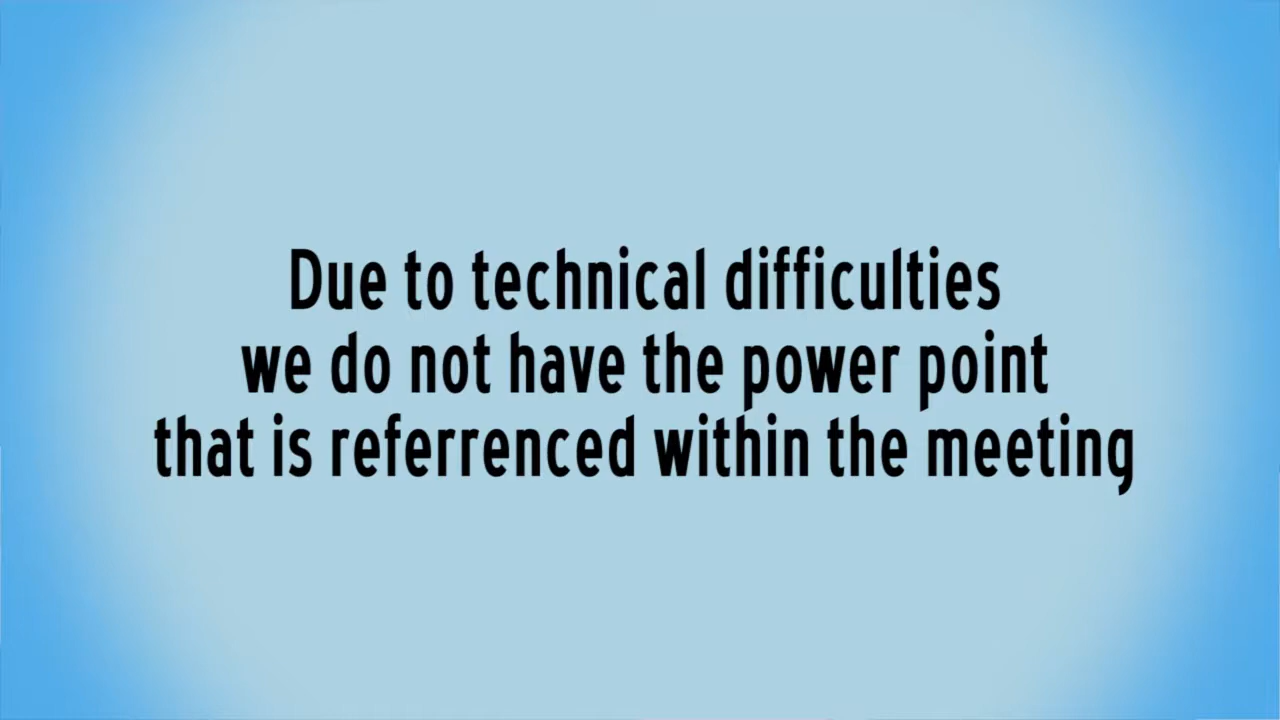 Due to technical difficulties
we do not have the power point
that is referrenced within the meeting